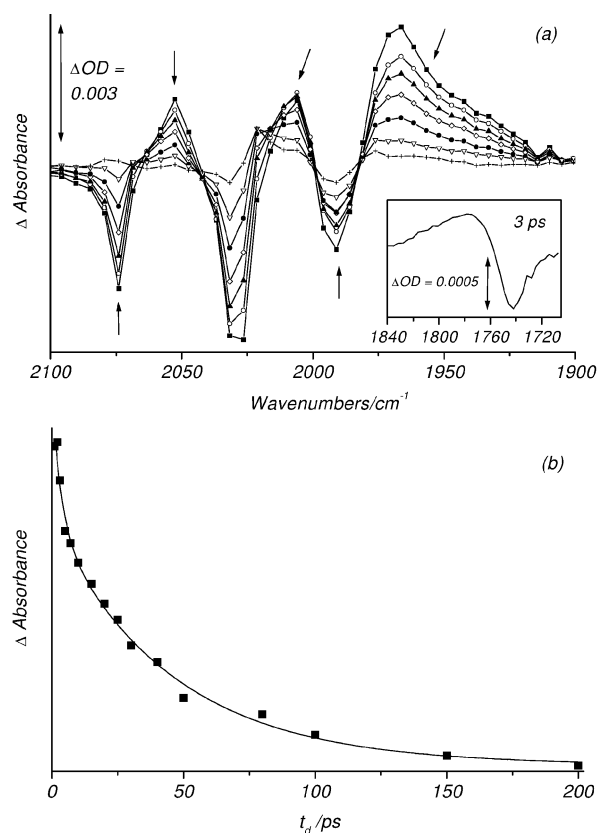 (a)
ΔOD =
0.003
Δ Absorbance
3 ps
ΔOD = 0.0005
1840 1800 1760 1720
2100 2050 2000 1950 1900
Wavenumbers/cm-1
(b)
Δ Absorbance
0 50 100 150 200
td /ps